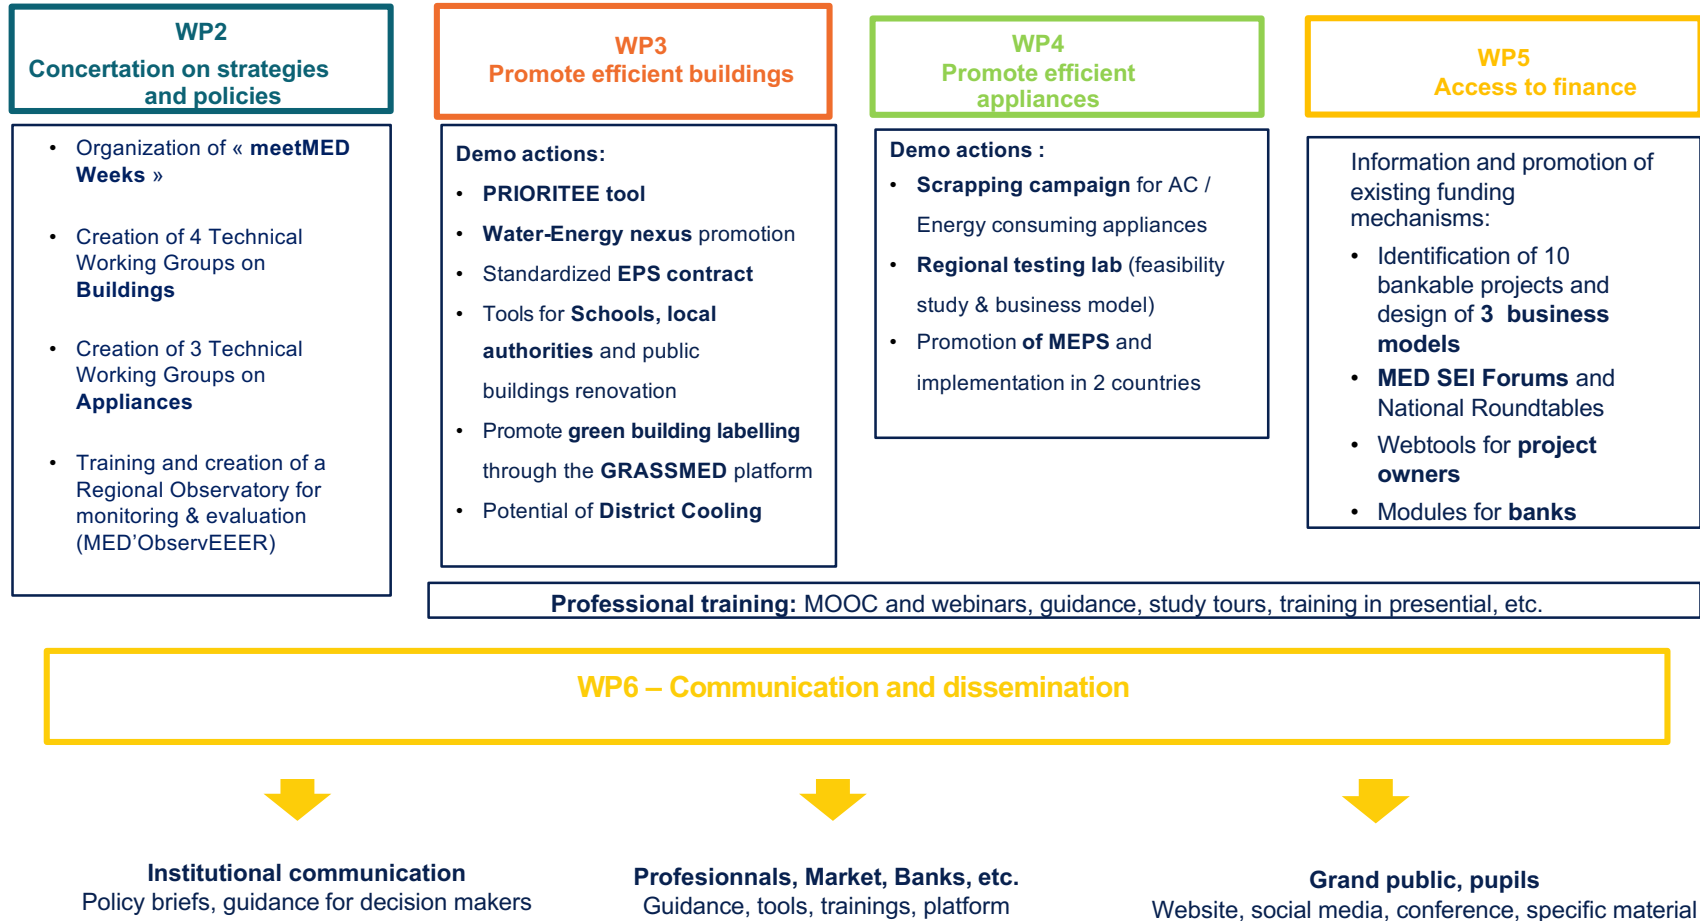 WP2
Concertation on strategies
and policies
• Organization of « meetMED
Weeks »
• Creation of 4 Technical
Working Groups on
Buildings
• Creation of 3 Technical
Working Groups on
Appliances
• Training and creation of a
Regional Observatory for
monitoring & evaluation
(MED’ObservEEER)
WP3
Promote efficient buildings
Demo actions:
• PRIORITEE tool
• Water-Energy nexus promotion
• Standardized EPS contract
• Tools for Schools, local
authorities and public
buildings renovation
• Promote green building labelling
through the GRASSMED platform
• Potential of District Cooling
WP4
Promote efficient
appliances
Demo actions :
• Scrapping campaign for AC /
Energy consuming appliances
• Regional testing lab (feasibility
study & business model)
• Promotion of MEPS and
implementation in 2 countries
WP5
Access to finance
Information and promotion of
existing funding
mechanisms:
• Identification of 10
bankable projects and
design of 3 business
models
• MED SEI Forums and
National Roundtables
• Webtools for project
owners
• Modules for banks
Professional training: MOOC and webinars, guidance, study tours, training in presential, etc.
WP6 – Communication and dissemination
Institutional communication
Policy briefs, guidance for decision makers
Profesionnals, Market, Banks, etc.
Guidance, tools, trainings, platform
Grand public, pupils
Website, social media, conference, specific material